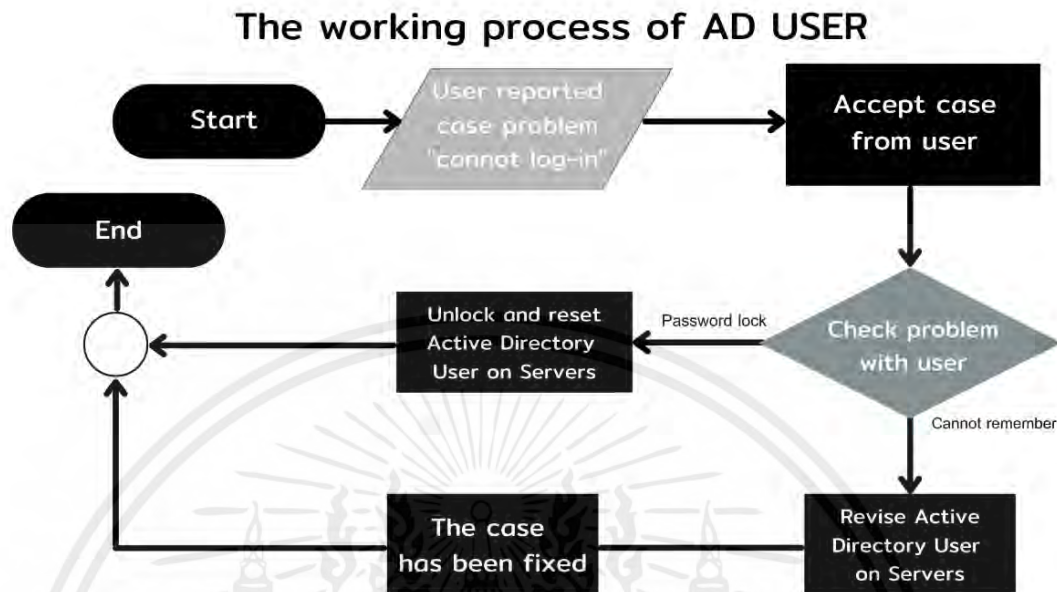 The working process of AD USER
Start
User reported
case problem
"cannot log-in"
Accept case
from user
End
Unlock and reset
Active Directory
User on Servers
Password lock
Check problem
with user
Cannot remember
The case
has been fixed
Revise Active
Directory User
on Servers